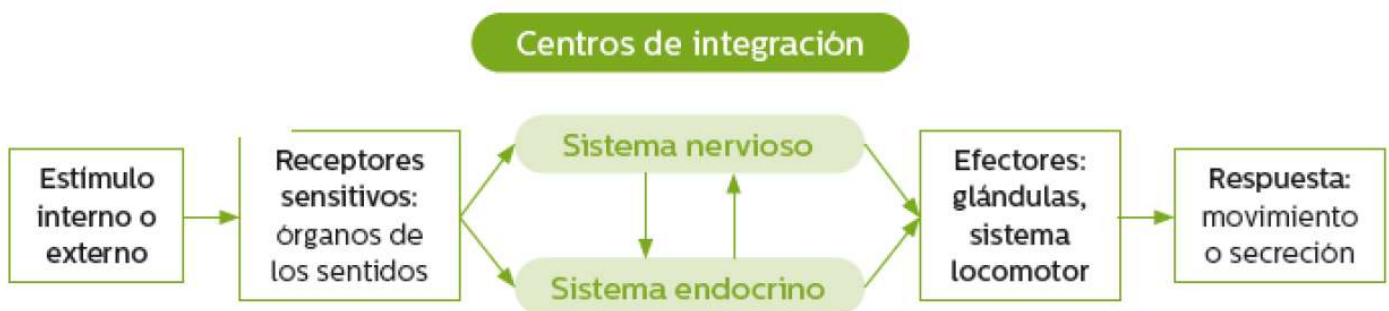 Centros de integración
Estímulo
interno o
externo
Receptores
sensitivos:
órganos de
los sentidos
Sistema nervioso
Sistema endocrino
Efectores:
glándulas,
sistema
locomotor
Respuesta:
movimiento
o secreción